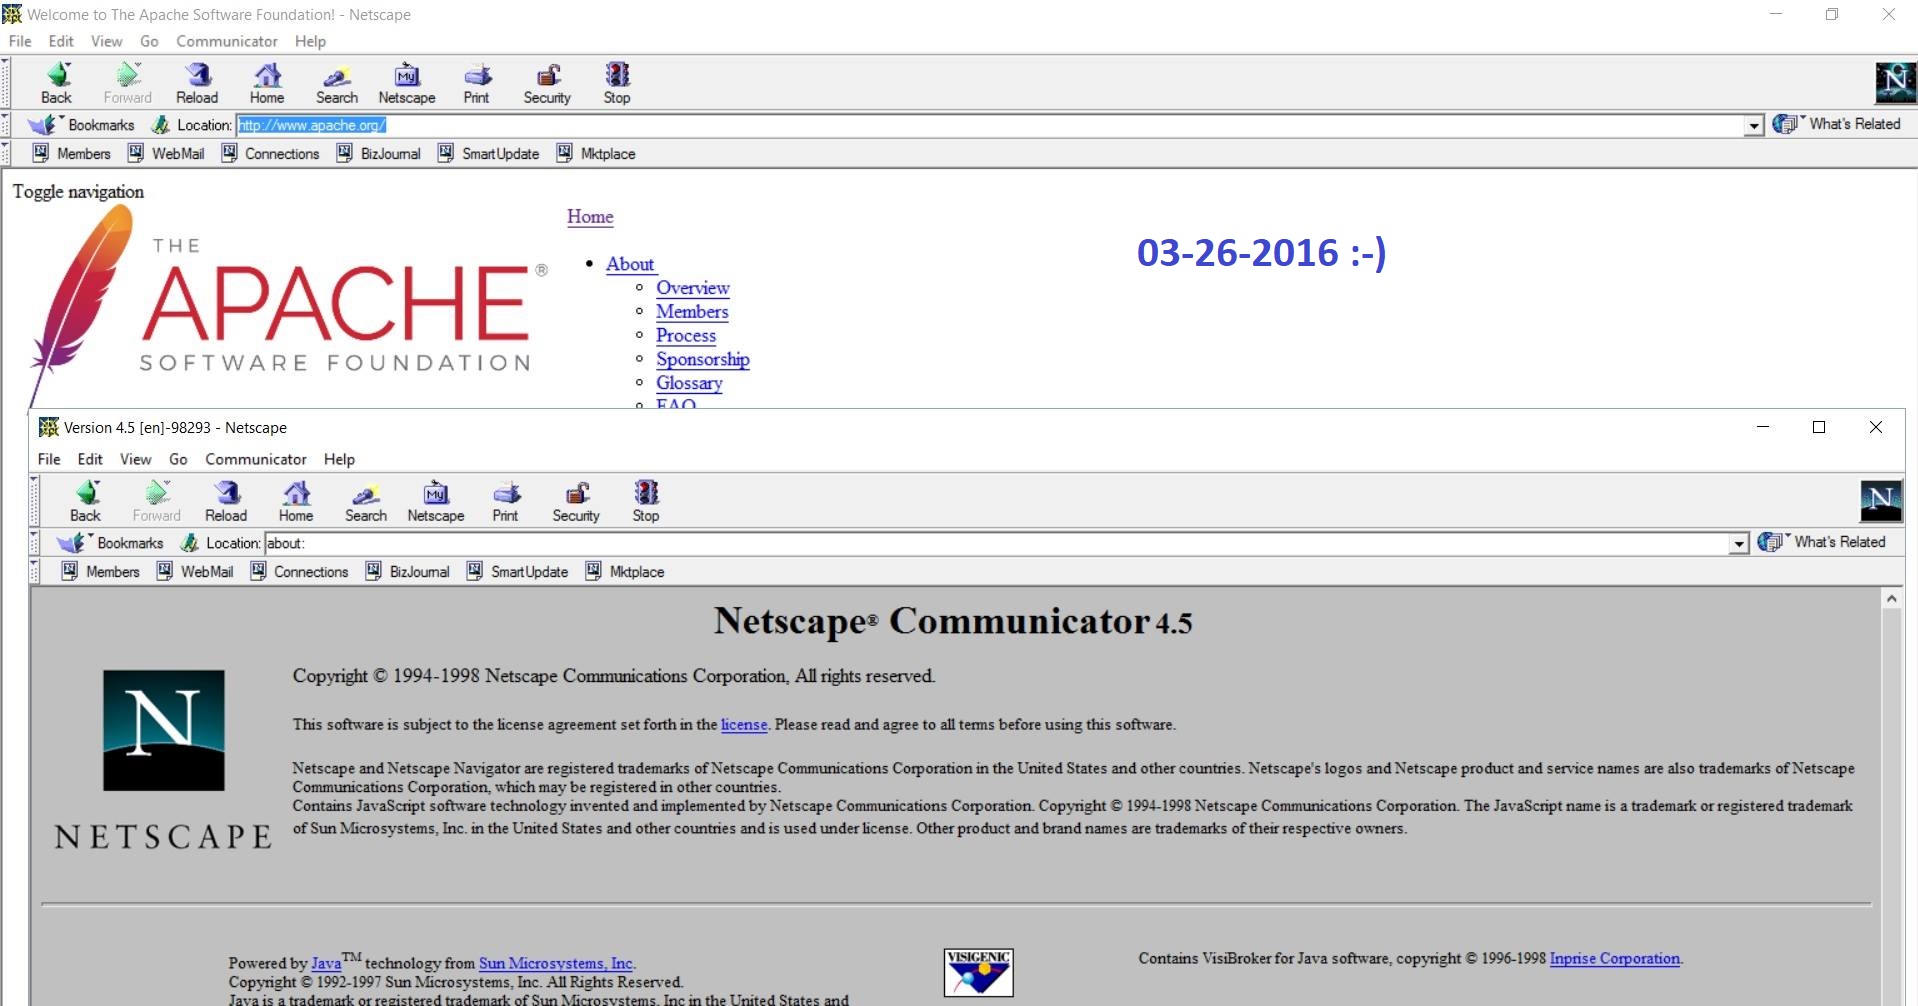 Welcome to The Apache Software Foundation! - Netscape
File Edit View Go Communicator Help
Back Forward Reload Home Search Netscape Print Security Stop
Bookmarks Location: http://www.apache.org/ What's Related
Members WebMail Connections BizJournal SmartUpdate Mktplace
Toggle navigation
THE
APACHE®
SOFTWARE FOUNDATION
Home
About
Overview
Members
Process
Sponsorship
Glossary
FAQ
03-26-2016 :-)
Version 4.5 [en]-98293 - Netscape
File Edit View Go Communicator Help
Back Forward Reload Home Search Netscape Print Security Stop
Bookmarks Location: about: What's Related
Members WebMail Connections BizJournal SmartUpdate Mktplace
Netscape® Communicator 4.5
N
NETSCAPE
Copyright © 1994-1998 Netscape Communications Corporation, All rights reserved.
This software is subject to the license agreement set forth in the license. Please read and agree to all terms before using this software.
Netscape and Netscape Navigator are registered trademarks of Netscape Communications Corporation in the United States and other countries. Netscape's logos and Netscape product and service names are also trademarks of Netscape
Communications Corporation, which may be registered in other countries.
Contains JavaScript software technology invented and implemented by Netscape Communications Corporation. Copyright © 1994-1998 Netscape Communications Corporation. The JavaScript name is a trademark or registered trademark
of Sun Microsystems, Inc. in the United States and other countries and is used under license. Other product and brand names are trademarks of their respective owners.
Powered by Java™ technology from Sun Microsystems, Inc.
Copyright © 1992-1997 Sun Microsystems, Inc. All Rights Reserved.
Java is a trademark or registered trademark of Sun Microsystems, Inc in the United States and
VISIGENIC
Contains VisiBroker for Java software, copyright © 1996-1998 Inprise Corporation.